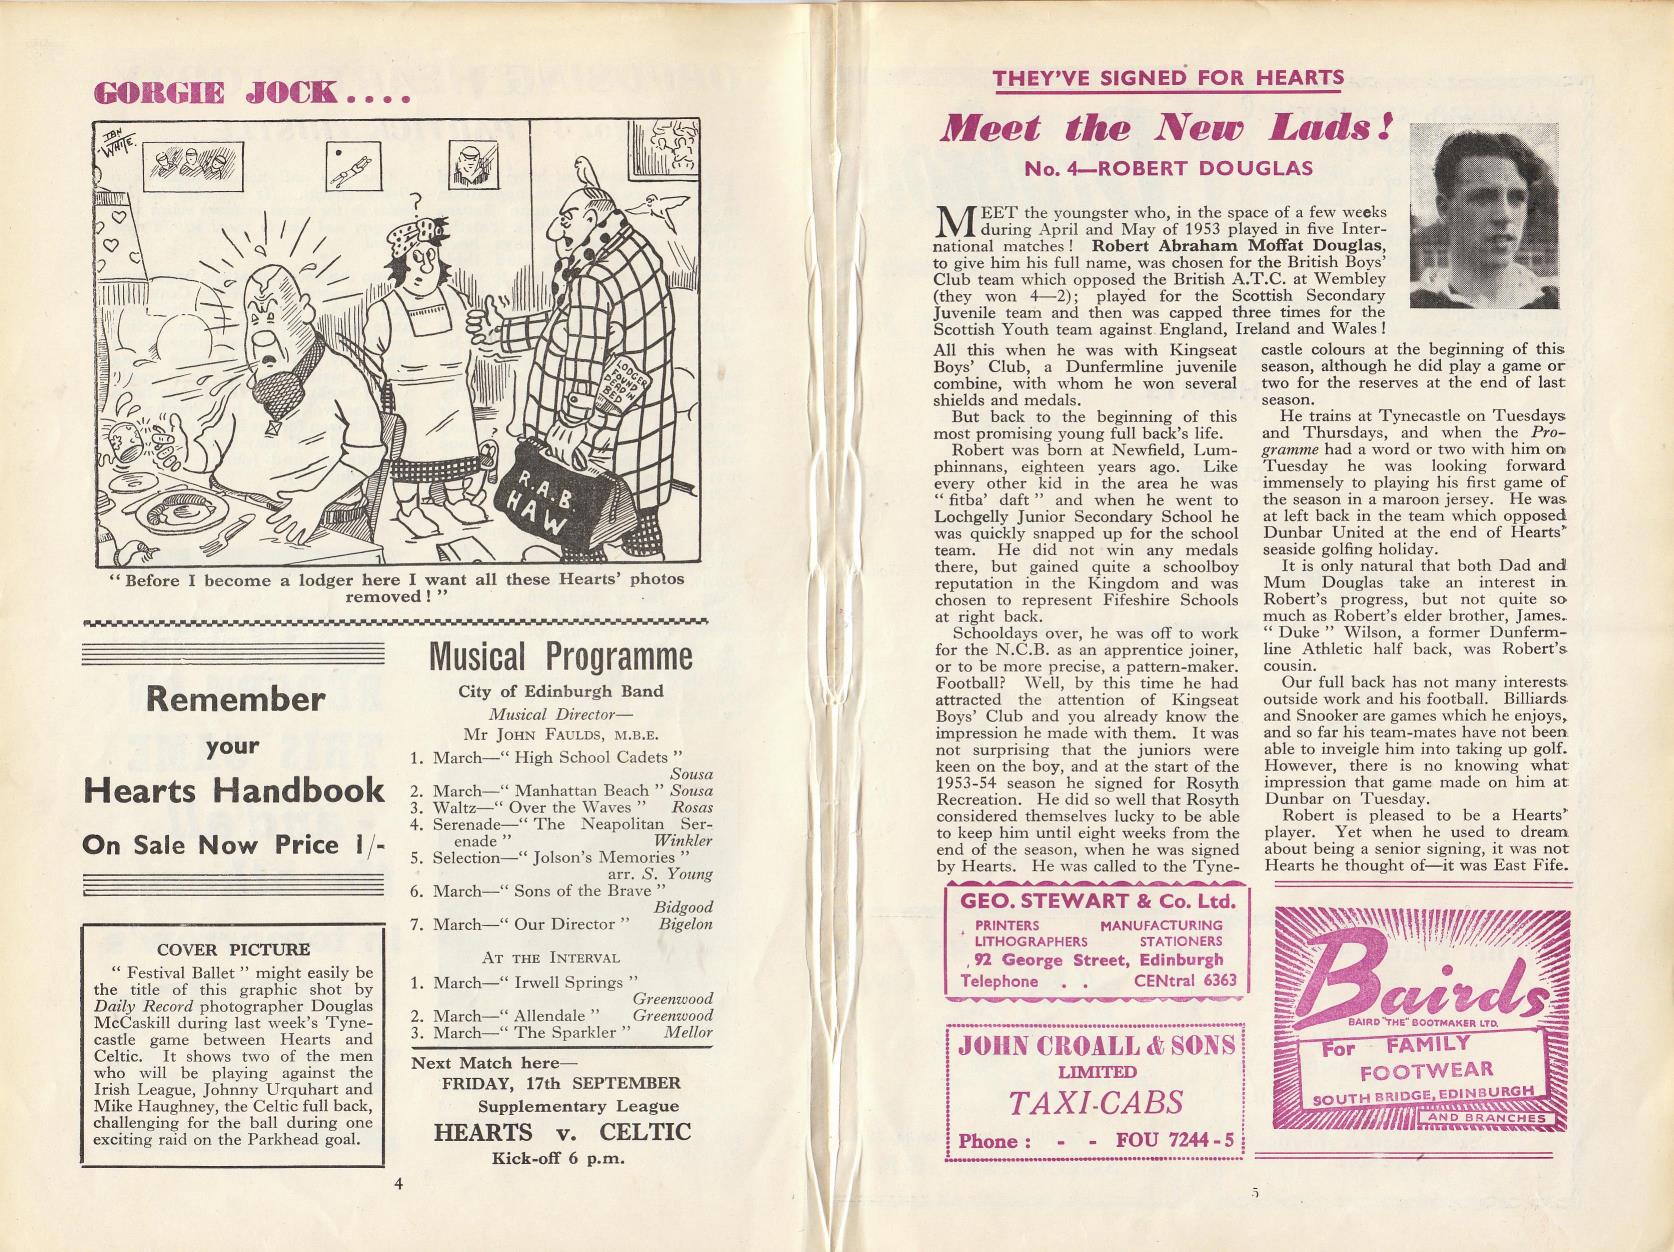 GORGIE JOCK....
IAN
WHITE.
?
LODGER
FOUND
DEAD IN
BED
?
R.A.B.
HAW
“ Before I become a lodger here I want all these Hearts’ photos
removed ! ”
Remember
your
Hearts Handbook
On Sale Now Price 1/-
COVER PICTURE
“ Festival Ballet ” might easily be
the title of this graphic shot by
Daily Record photographer Douglas
McCaskill during last week’s Tyne-
castle game between Hearts and
Celtic. It shows two of the men
who will be playing against the
Irish League, Johnny Urquhart and
Mike Haughney, the Celtic full back,
challenging for the ball during one
exciting raid on the Parkhead goal.
Musical Programme
City of Edinburgh Band
Musical Director—
Mr JOHN FAULDS, M.B.E.
1. March—“ High School Cadets ”
Sousa
2. March—“ Manhattan Beach ” Sousa
3. Waltz—“ Over the Waves ” Rosas
4. Serenade—“ The Neapolitan Ser-
enade ” Winkler
5. Selection—“ Jolson’s Memories ”
arr. S. Young
6. March—“ Sons of the Brave ”
Bidgood
7. March—“ Our Director ” Bigelon
AT THE INTERVAL
1. March—“ Irwell Springs ”
Greenwood
2. March—“ Allendale ” Greenwood
3. March—“ The Sparkler ” Mellor
Next Match here—
FRIDAY, 17th SEPTEMBER
Supplementary League
HEARTS v. CELTIC
Kick-off 6 p.m.
4
THEY’VE SIGNED FOR HEARTS
Meet the New Lads !
No. 4—ROBERT DOUGLAS
MEET the youngster who, in the space of a few weeks
during April and May of 1953 played in five Inter-
national matches ! Robert Abraham Moffat Douglas,
to give him his full name, was chosen for the British Boys’
Club team which opposed the British A.T.C. at Wembley
(they won 4—2); played for the Scottish Secondary
Juvenile team and then was capped three times for the
Scottish Youth team against England, Ireland and Wales !
All this when he was with Kingseat
Boys’ Club, a Dunfermline juvenile
combine, with whom he won several
shields and medals.
But back to the beginning of this
most promising young full back’s life.
Robert was born at Newfield, Lum-
phinnans, eighteen years ago. Like
every other kid in the area he was
“ fitba’ daft ” and when he went to
Lochgelly Junior Secondary School he
was quickly snapped up for the school
team. He did not win any medals
there, but gained quite a schoolboy
reputation in the Kingdom and was
chosen to represent Fifeshire Schools
at right back.
Schooldays over, he was off to work
for the N.C.B. as an apprentice joiner,
or to be more precise, a pattern-maker.
Football? Well, by this time he had
attracted the attention of Kingseat
Boys’ Club and you already know the
impression he made with them. It was
not surprising that the juniors were
keen on the boy, and at the start of the
1953-54 season he signed for Rosyth
Recreation. He did so well that Rosyth
considered themselves lucky to be able
to keep him until eight weeks from the
end of the season, when he was signed
by Hearts. He was called to the Tyne-
castle colours at the beginning of this
season, although he did play a game or
two for the reserves at the end of last
season.
He trains at Tynecastle on Tuesdays
and Thursdays, and when the Pro-
gramme had a word or two with him on
Tuesday he was looking forward
immensely to playing his first game of
the season in a maroon jersey. He was
at left back in the team which opposed
Dunbar United at the end of Hearts’
seaside golfing holiday.
It is only natural that both Dad and
Mum Douglas take an interest in
Robert’s progress, but not quite so
much as Robert’s elder brother, James.
“ Duke ” Wilson, a former Dunferm-
line Athletic half back, was Robert’s
cousin.
Our full back has not many interests
outside work and his football. Billiards
and Snooker are games which he enjoys,
and so far his team-mates have not been
able to inveigle him into taking up golf.
However, there is no knowing what
impression that game made on him at
Dunbar on Tuesday.
Robert is pleased to be a Hearts’
player. Yet when he used to dream
about being a senior signing, it was not
Hearts he thought of—it was East Fife.
GEO. STEWART & Co. Ltd.
PRINTERS MANUFACTURING
LITHOGRAPHERS STATIONERS
92 George Street, Edinburgh
Telephone . . CENtral 6363
JOHN CROALL & SONS
LIMITED
TAXI-CABS
Phone : - - FOU 7244 - 5
Bairds
BAIRD "THE" BOOTMAKER LTD.
For FAMILY
FOOTWEAR
SOUTH BRIDGE, EDINBURGH
AND BRANCHES
5